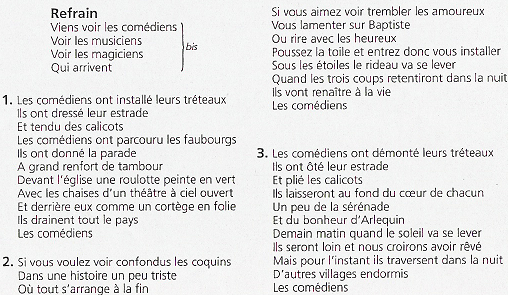 Refrain
Viens voir les comédiens
Voir les musiciens
Voir les magiciens
Qui arrivent
bis
1. Les comédiens ont installé leurs tréteaux
Ils ont dressé leur estrade
Et tendu des calicots
Les comédiens ont parcouru les faubourgs
Ils ont donné la parade
A grand renfort de tambour
Devant l'église une roulotte peinte en vert
Avec les chaises d'un théâtre à ciel ouvert
Et derrière eux comme un cortège en folie
Ils drainent tout le pays
Les comédiens
2. Si vous voulez voir confondus les coquins
Dans une histoire un peu triste
Où tout s'arrange à la fin
Si vous aimez voir trembler les amoureux
Vous lamenter sur Baptiste
Ou rire avec les heureux
Poussez la toile et entrez donc vous installer
Sous les étoiles le rideau va se lever
Quand les trois coups retentiront dans la nuit
Ils vont renaître à la vie
Les comédiens
3. Les comédiens ont démonté leurs tréteaux
Ils ont ôté leur estrade
Et plié les calicots
Ils laisseront au fond du cœur de chacun
Un peu de la sérénade
Et du bonheur d'Arlequin
Demain matin quand le soleil va se lever
Ils seront loin et nous croirons avoir rêvé
Mais pour l'instant ils traversent dans la nuit
D'autres villages endormis
Les comédiens